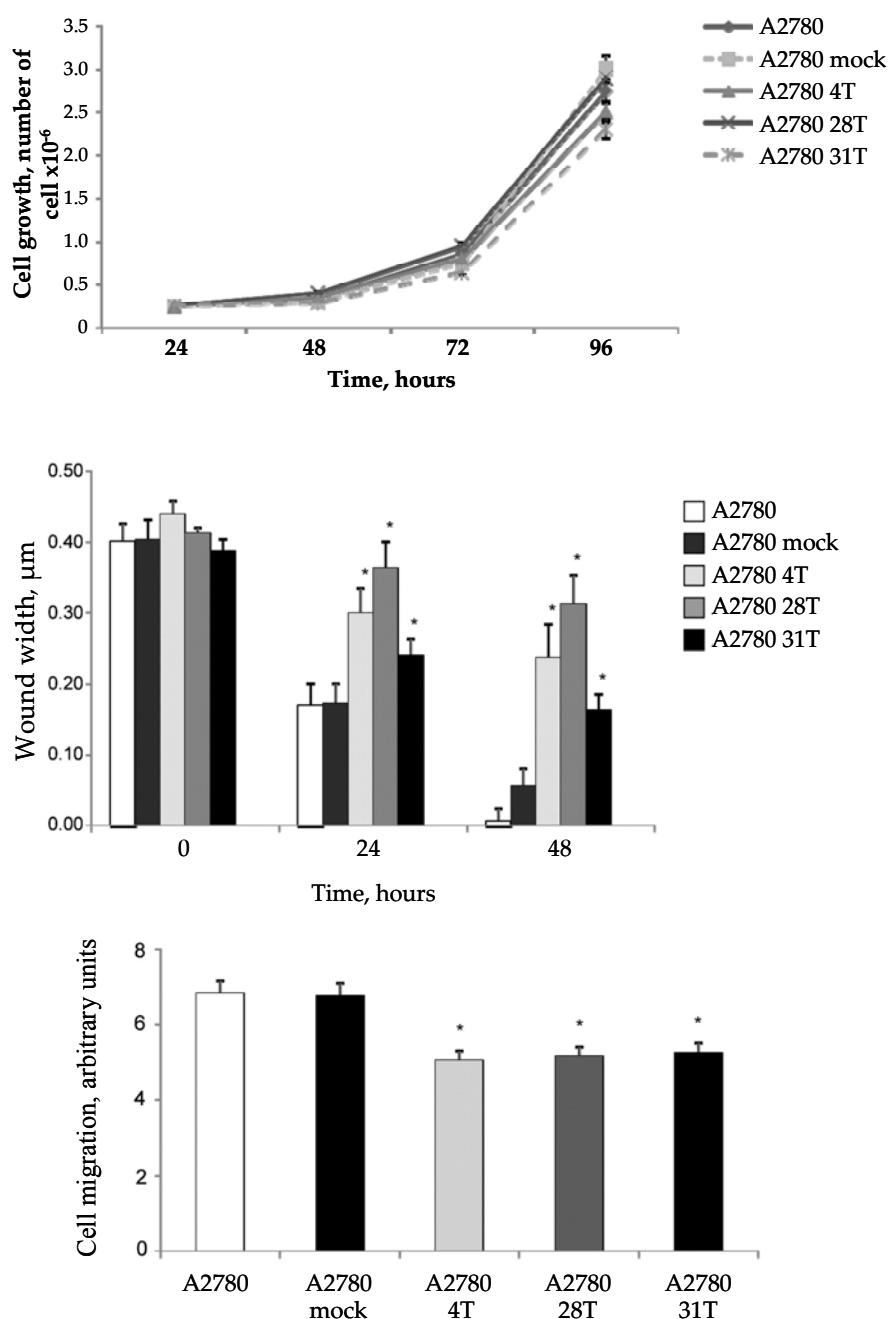 3.5
3.0
2.5
2.0
1.5
1.0
0.5
0
Cell growth, number of
cell x10⁻⁶
24 48 72 96
Time, hours
A2780
A2780 mock
A2780 4T
A2780 28T
A2780 31T
0.50
0.40
0.30
0.20
0.10
0.00
Wound width, μm
* * *
* * *
0 24 48
Time, hours
A2780
A2780 mock
A2780 4T
A2780 28T
A2780 31T
8
6
4
2
0
Cell migration, arbitrary units
* * *
A2780 A2780 A2780 A2780 A2780
mock 4T 28T 31T